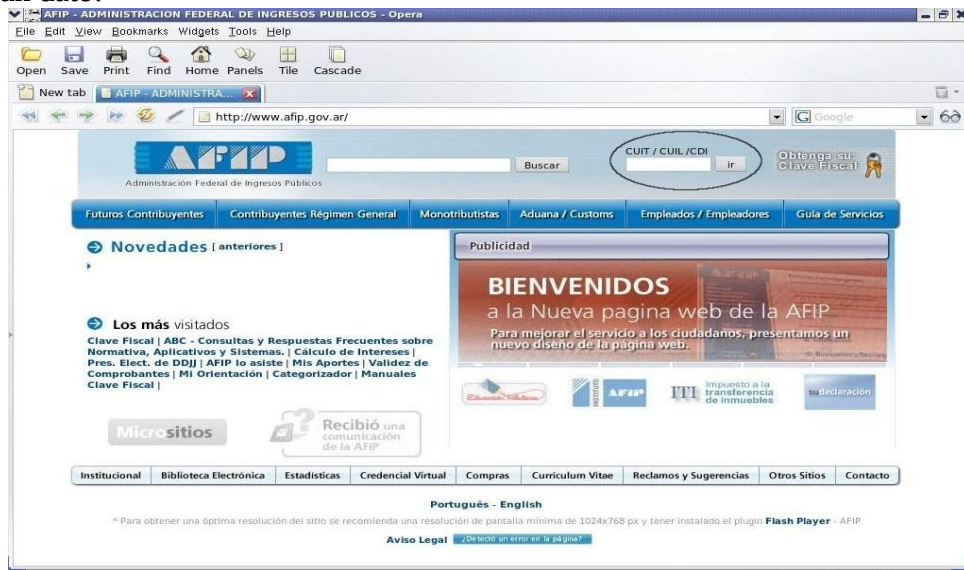 AFIP - ADMINISTRACION FEDERAL DE INGRESOS PUBLICOS - Opera
File Edit View Bookmarks Widgets Tools Help
Open Save Print Find Home Panels Tile Cascade
New tab AFIP - ADMINISTRA...
http://www.afip.gov.ar/ Google
AFIP
Administración Federal de Ingresos Públicos
Buscar
CUIT / CUIL /CDI
ir
Obtenga su:
Clave Fiscal
Futuros Contribuyentes Contribuyentes Régimen General Monotributistas Aduana / Customs Empleados / Empleadores Guía de Servicios
Novedades [ anteriores ]
Los más visitados
Clave Fiscal | ABC - Consultas y Respuestas Frecuentes sobre
Normativa, Aplicativos y Sistemas. | Cálculo de Intereses |
Pres. Elect. de DDJJ | AFIP lo asiste | Mis Aportes | Validez de
Comprobantes | Mi Orientación | Categorizador | Manuales
Clave Fiscal |
Micrositios
Recibió una
comunicación
de la AFIP
Publicidad
BIENVENIDOS
a la Nueva pagina web de la AFIP
Para mejorar el servicio a los ciudadanos, presentamos un
nuevo diseño de la página web.
INSTITUTO AFIP
ITI Impuesto a la
transferencia
de inmuebles
su declaración
Institucional Biblioteca Electrónica Estadísticas Credencial Virtual Compras Curriculum Vitae Reclamos y Sugerencias Otros Sitios Contacto
Português - English
* Para obtener una óptima resolución del sitio se recomienda una resolución de pantalla mínima de 1024x768 px y tener instalado el plugin Flash Player - AFIP
Aviso Legal ¿Detectó un error en la página?